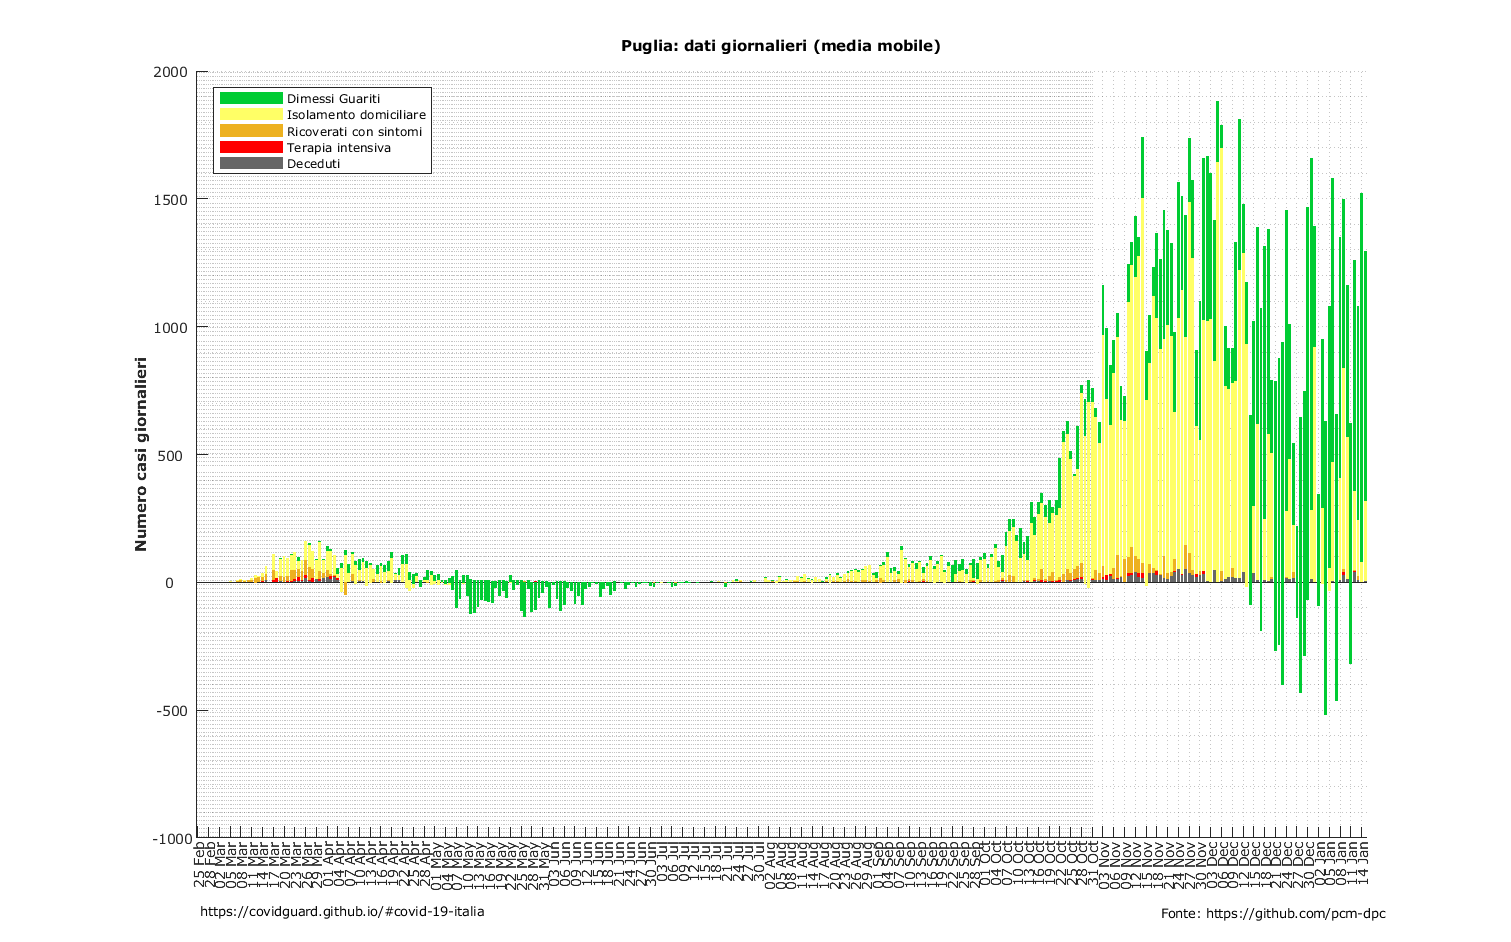 Puglia: dati giornalieri (media mobile)
Dimessi Guariti
Isolamento domiciliare
Ricoverati con sintomi
Terapia intensiva
Deceduti
Numero casi giornalieri
2000
1500
1000
500
0
-500
-1000
25 Feb
28 Feb
02 Mar
05 Mar
08 Mar
11 Mar
14 Mar
17 Mar
20 Mar
23 Mar
26 Mar
29 Mar
01 Apr
04 Apr
07 Apr
10 Apr
13 Apr
16 Apr
19 Apr
22 Apr
25 Apr
28 Apr
01 May
04 May
07 May
10 May
13 May
16 May
19 May
22 May
25 May
28 May
31 May
03 Jun
06 Jun
09 Jun
12 Jun
15 Jun
18 Jun
21 Jun
24 Jun
27 Jun
30 Jun
03 Jul
06 Jul
09 Jul
12 Jul
15 Jul
18 Jul
21 Jul
24 Jul
27 Jul
30 Jul
02 Aug
05 Aug
08 Aug
11 Aug
14 Aug
17 Aug
20 Aug
23 Aug
26 Aug
29 Aug
01 Sep
04 Sep
07 Sep
10 Sep
13 Sep
16 Sep
19 Sep
22 Sep
25 Sep
28 Sep
01 Oct
04 Oct
07 Oct
10 Oct
13 Oct
16 Oct
19 Oct
22 Oct
25 Oct
28 Oct
31 Oct
03 Nov
06 Nov
09 Nov
12 Nov
15 Nov
18 Nov
21 Nov
24 Nov
27 Nov
30 Nov
03 Dec
06 Dec
09 Dec
12 Dec
15 Dec
18 Dec
21 Dec
24 Dec
27 Dec
30 Dec
02 Jan
05 Jan
08 Jan
11 Jan
14 Jan
https://covidguard.github.io/#covid-19-italia
Fonte: https://github.com/pcm-dpc